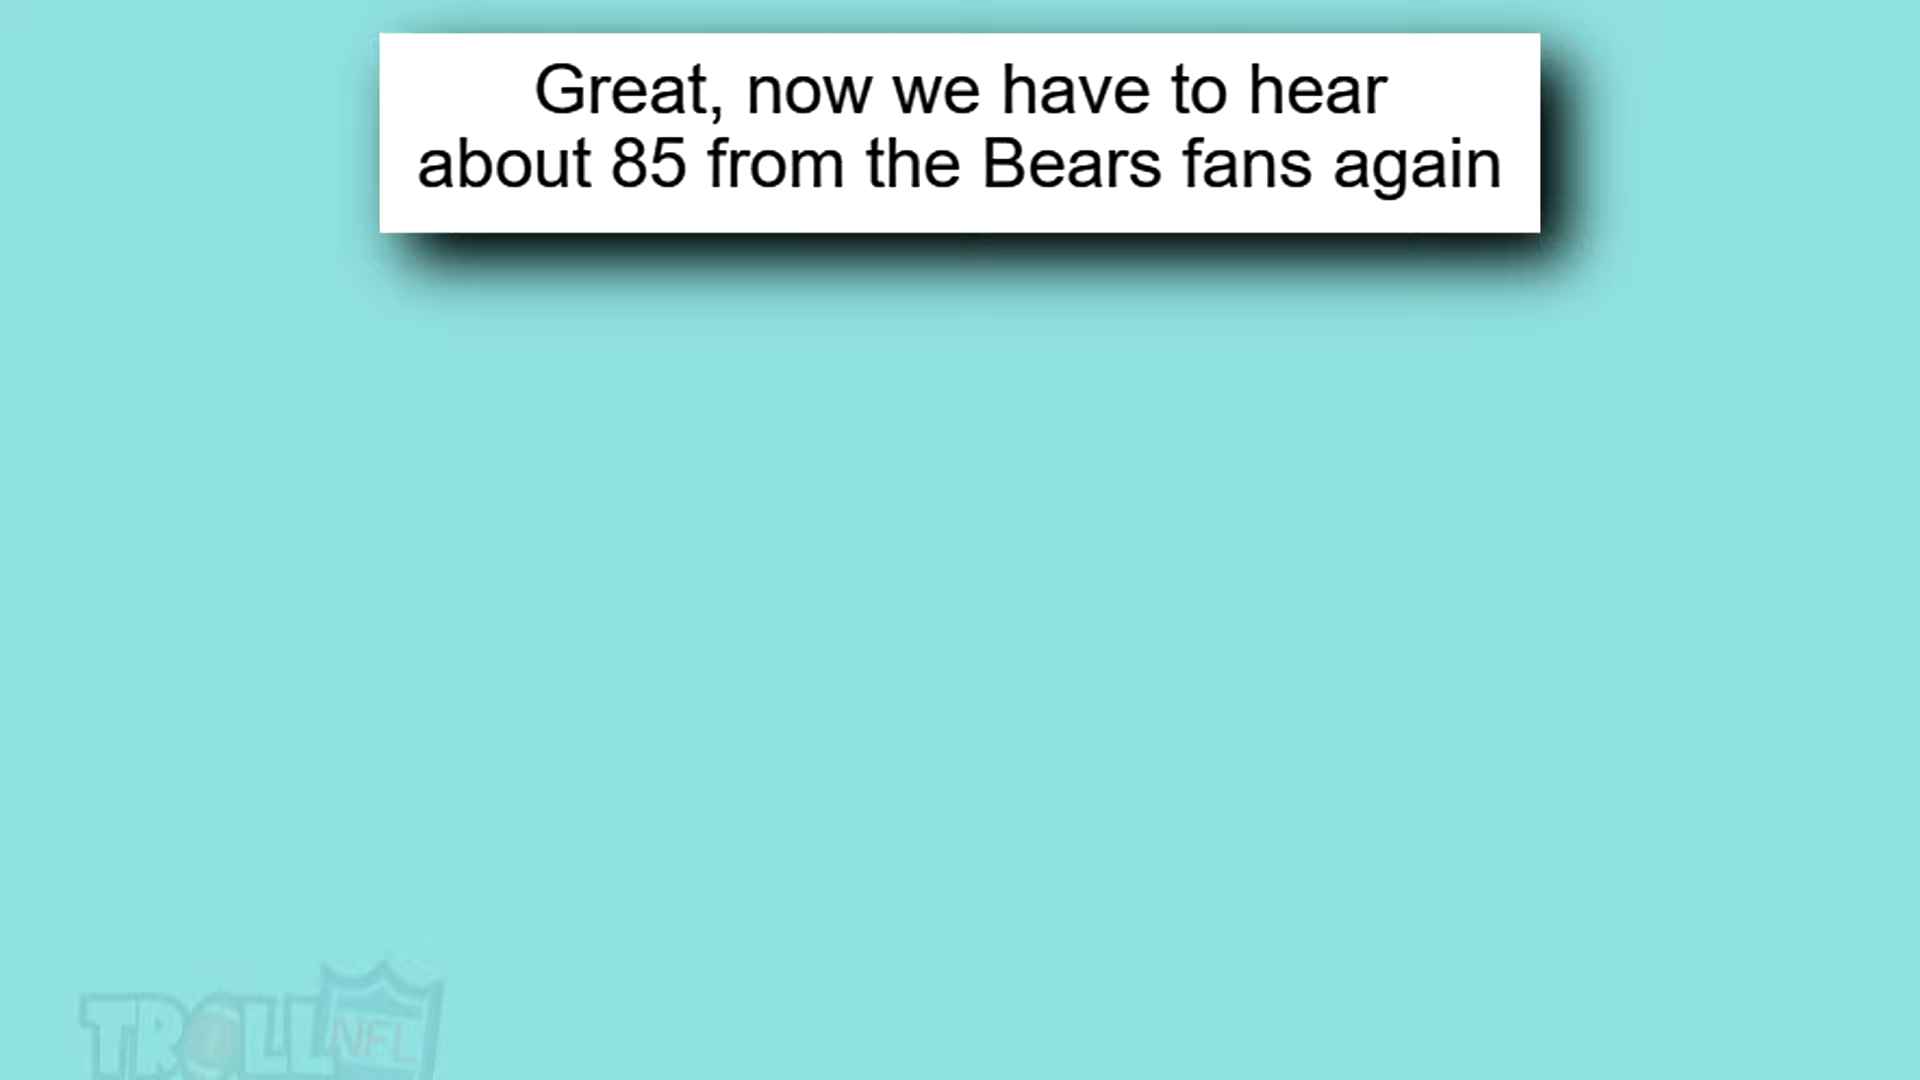 Great, now we have to hear
about 85 from the Bears fans again
TROLL NFL